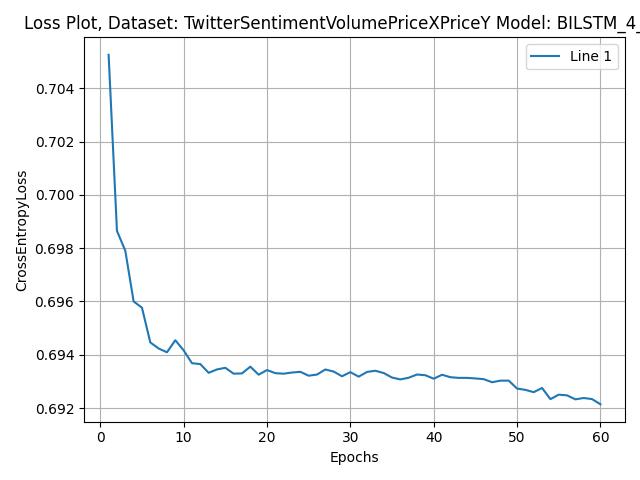 Loss Plot, Dataset: TwitterSentimentVolumePriceXPriceY Model: BILSTM_4_
Line 1
0.704
0.702
0.700
0.698
0.696
0.694
0.692
CrossEntropyLoss
0 10 20 30 40 50 60
Epochs